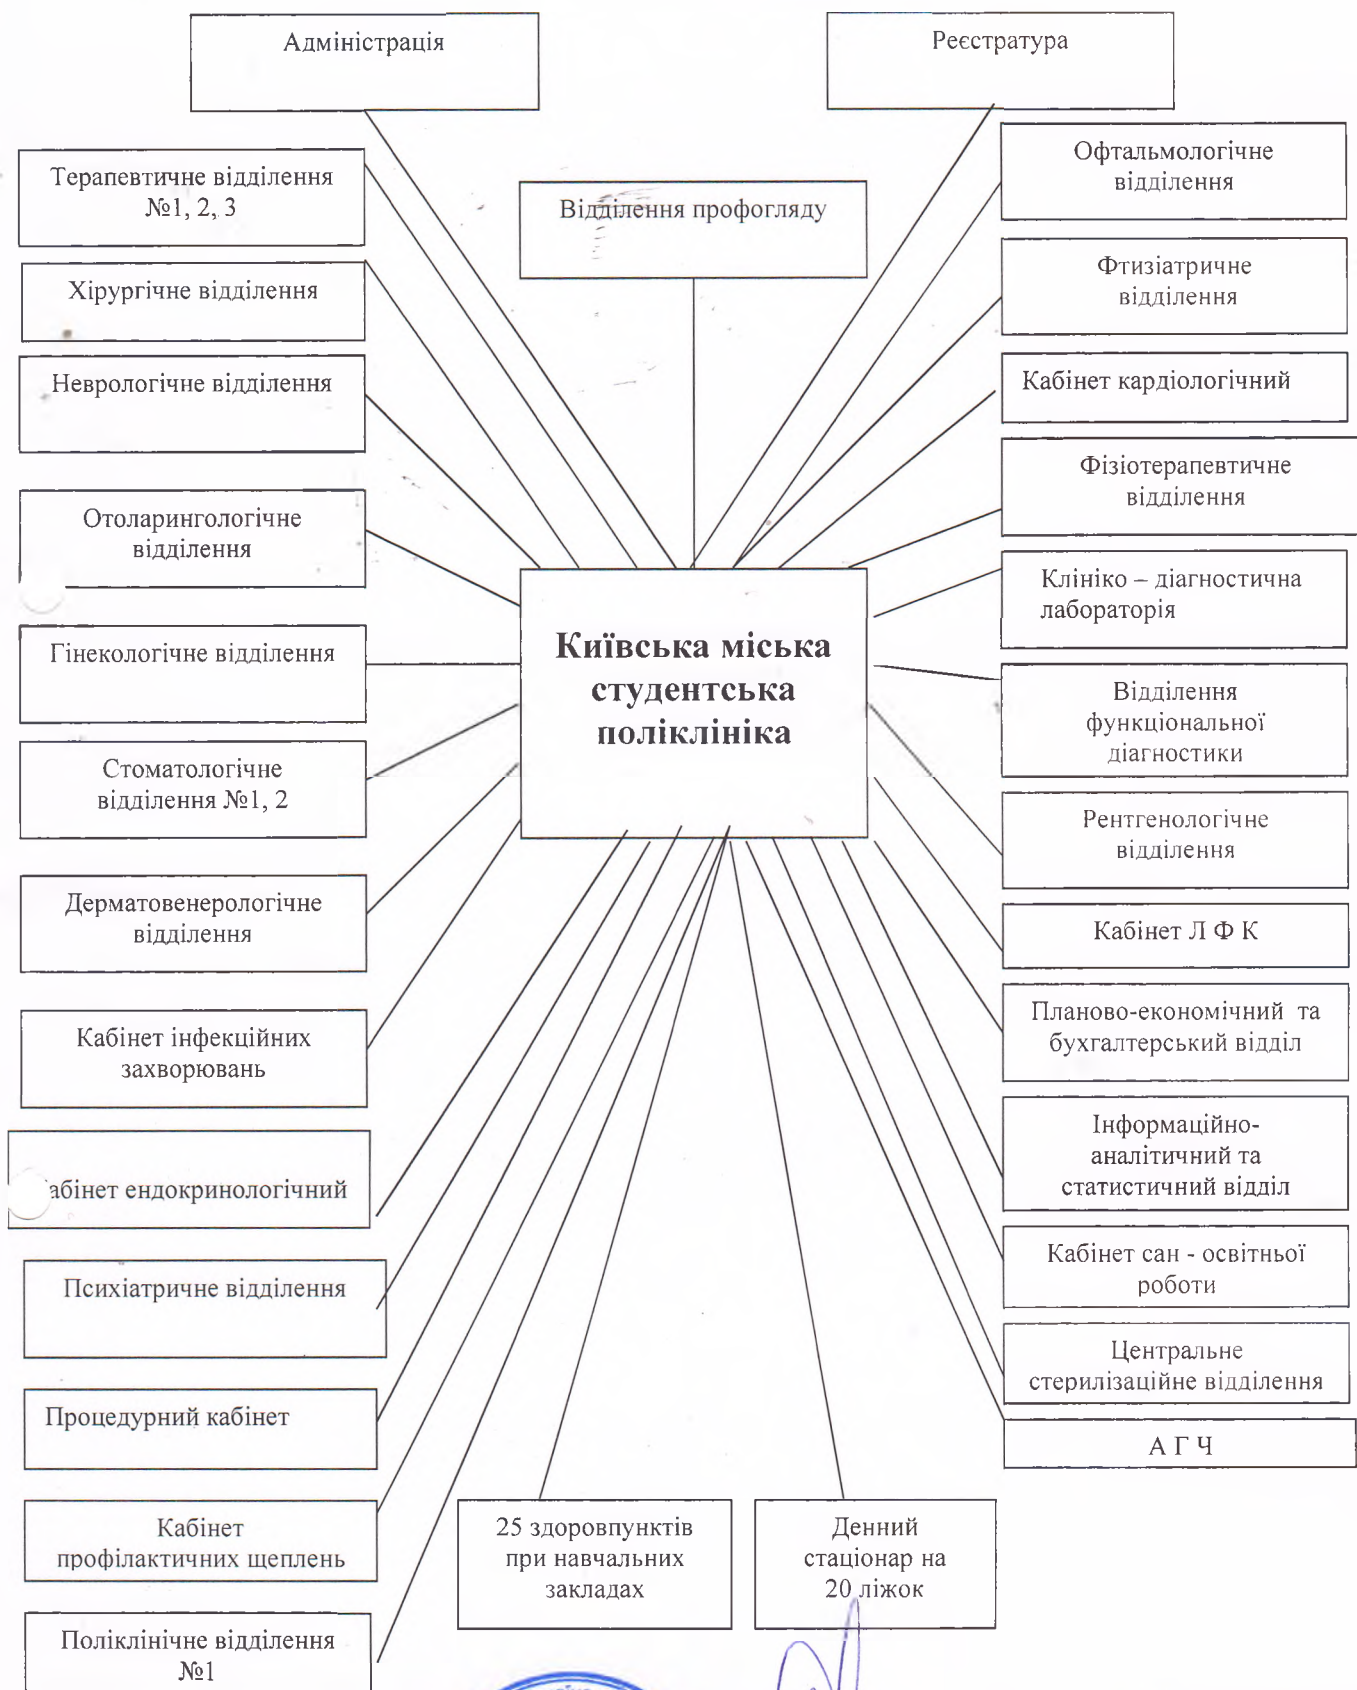 Адміністрація
Реєстратура
Терапевтичне відділення
№1, 2, 3
Відділення профогляду
Офтальмологічне
відділення
Хірургічне відділення
Фтизіатричне
відділення
Неврологічне відділення
Кабінет кардіологічний
Отоларингологічне
відділення
Фізіотерапевтичне
відділення
Гінекологічне відділення
Київська міська
студентська
поліклініка
Клініко – діагностична
лабораторія
Стоматологічне
відділення №1, 2
Відділення
функціональної
діагностики
Дерматовенерологічне
відділення
Рентгенологічне
відділення
Кабінет Л Ф К
Кабінет інфекційних
захворювань
Планово-економічний та
бухгалтерський відділ
абінет ендокринологічний
Інформаційно-
аналітичний та
статистичний відділ
Психіатричне відділення
Кабінет сан - освітньої
роботи
Процедурний кабінет
Центральне
стерилізаційне відділення
А Г Ч
Кабінет
профілактичних щеплень
25 здоровпунктів
при навчальних
закладах
Денний
стаціонар на
20 ліжок
Поліклінічне відділення
№1